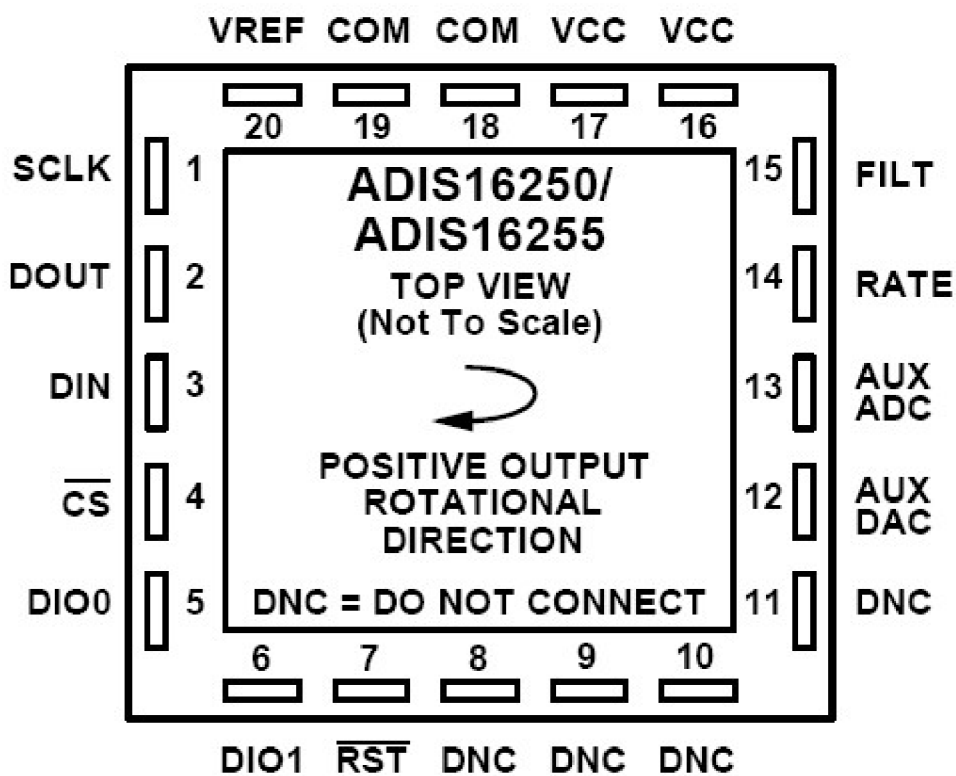 VREF COM COM VCC VCC
20 19 18 17 16
SCLK 1 ADIS16250/ 15 FILT
ADIS16255
DOUT 2 TOP VIEW 14 RATE
(Not To Scale)
DIN 3 13 AUX
ADC
POSITIVE OUTPUT
C̅S̅ 4 ROTATIONAL 12 AUX
DIRECTION DAC
DIO0 5 DNC = DO NOT CONNECT 11 DNC
6 7 8 9 10
DIO1 R̅S̅T̅ DNC DNC DNC